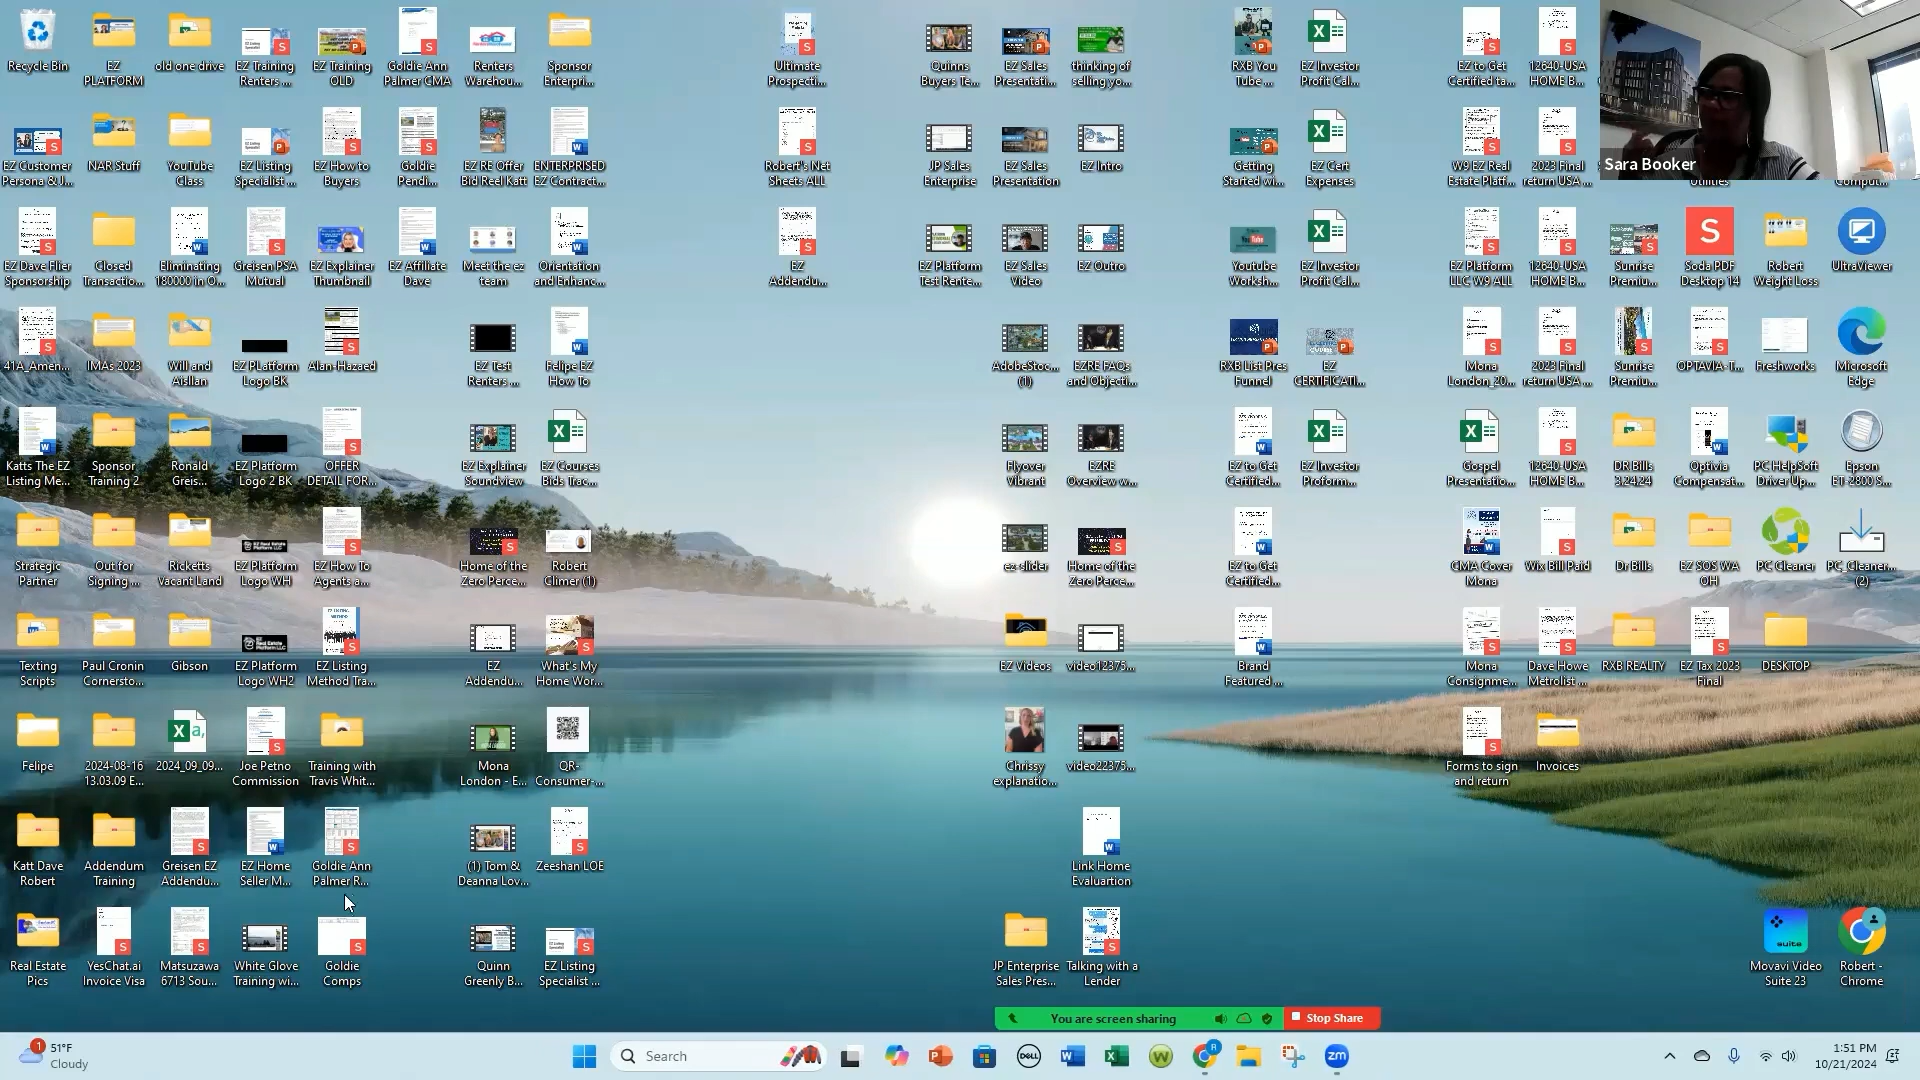 Recycle Bin
EZ
PLATFORM
old one drive
EZ Training
Renters ...
EZ Training
OLD
Goldie Ann
Palmer CMA
Renters
Warehou...
Sponsor
Enterpri...
Ultimate
Prospecti...
Quinns
Buyers Te...
EZ Sales
Presentati...
thinking of
selling yo...
RXB You
Tube ...
EZ Investor
Profit Cal...
EZ to Get
Certified ta...
12640-USA
HOME B...
Sara Booker
EZ Customer
Persona & J...
NAR Stuff
YouTube
Class
EZ Listing
Specialist ...
EZ How to
Buyers
Goldie
Pendi...
EZ RE Offer
Bid Reel Katt
ENTERPRISED
EZ Contract...
Robert's Net
Sheets ALL
JP Sales
Enterprise
EZ Sales
Presentation
EZ Intro
Getting
Started wi...
EZ Cert
Expenses
W9 EZ Real
Estate Platf...
2023 Final
return USA ...
Utilities
Comput...
EZ Dave Flier
Sponsorship
Closed
Transactio...
Eliminating
180000 in O...
Greisen PSA
Mutual
EZ Explainer
Thumbnail
EZ Affiliate
Dave
Meet the ez
team
Orientation
and Enhanc...
EZ
Addendu...
EZ Platform
Test Rente...
EZ Sales
Video
EZ Outro
Youtube
Worksh...
EZ Investor
Profit Cal...
EZ Platform
LLC W9 ALL
12640-USA
HOME B...
Sunrise
Premiu...
Soda PDF
Desktop 14
Robert
Weight Loss
UltraViewer
41A_Amen...
IMAs 2023
Will and
Aisllan
EZ PLatform
Logo BK
Alan-Hazaed
EZ Test
Renters ...
Felipe EZ
How To
AdobeStoc...
(1)
EZRE FAQs
and Objecti...
RXB List Pres
Funnel
EZ
CERTIFICATI...
Mona
London_20...
2023 Final
return USA ...
Sunrise
Premiu...
OPTAVIA-T...
Freshworks
Microsoft
Edge
Katts The EZ
Listing Me...
Sponsor
Training 2
Ronald
Greis...
EZ Platform
Logo 2 BK
OFFER
DETAIL FOR...
EZ Explainer
Soundview
EZ Courses
Bids Trac...
Flyover
Vibrant
EZRE
Overview w...
EZ to Get
Certified...
EZ Investor
Proform...
Gospel
Presentatio...
12640-USA
HOME B...
DR Bills
3.24.24
Optivia
Compensat...
PC HelpSoft
Driver Up...
Epson
ET-2800 S...
Strategic
Partner
Out for
Signing ...
Ricketts
Vacant Land
EZ Platform
Logo WH
EZ How To
Agents a...
Home of the
Zero Perce...
Robert
Climer (1)
ez slider
Home of the
Zero Perce...
EZ to Get
Certified...
CMA Cover
Mona
Wix Bill Paid
Dr Bills
EZ SOS WA
OH
PC Cleaner
PC_Cleaner...
(2)
Texting
Scripts
Paul Cronin
Cornersto...
Gibson
EZ Platform
Logo WH2
EZ Listing
Method Tra...
EZ
Addendu...
What's My
Home Wor...
EZ Videos
video12375...
Brand
Featured ...
Mona
Consignme...
Dave Howe
Metrolist...
RXB REALTY
EZ Tax 2023
Final
DESKTOP
Felipe
2024-08-16
13.03.09 E...
2024_09_09...
Joe Petno
Commission
Training with
Travis Whit...
Mona
London - E...
QR-
Consumer-...
Chrissy
explanatio...
video22375...
Forms to sign
and return
Invoices
Katt Dave
Robert
Addendum
Training
Greisen EZ
Addendu...
EZ Home
Seller M...
Goldie Ann
Palmer R...
(1) Tom &
Deanna Lov...
Zeeshan LOE
Link Home
Evaluartion
Real Estate
Pics
YesChat.ai
Invoice Visa
Matsuzawa
6713 Sou...
White Glove
Training wi...
Goldie
Comps
Quinn
Greenly B...
EZ Listing
Specialist ...
JP Enterprise
Sales Pres...
Talking with a
Lender
Movavi Video
Suite 23
Robert -
Chrome
You are screen sharing
Stop Share
1
51°F
Cloudy
Search
1:51 PM
10/21/2024